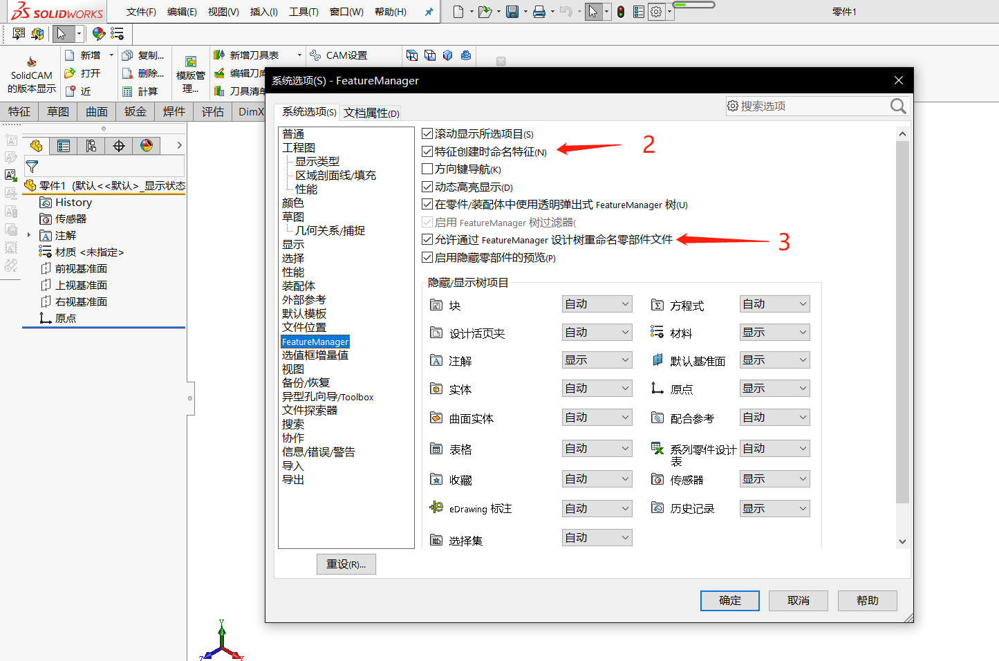 SOLIDWORKS 文件(F) 编辑(E) 视图(V) 插入(I) 工具(T) 窗口(W) 帮助(H) 零件1
SolidCAM
的版本显示
新增
打开
近
复制...
删除...
计算
模版管
理...
新增刀具表
编辑刀
刀具清单
CAM设置
特征 草图 曲面 钣金 焊件 评估 DimX
零件1 (默认<<默认>_显示状态
History
传感器
注解
材质 <未指定>
前视基准面
上视基准面
右视基准面
原点
Y
Z
X
系统选项(S) - FeatureManager
系统选项(S) 文档属性(D)
搜索选项
普通
工程图
显示类型
区域剖面线/填充
性能
颜色
草图
几何关系/捕捉
显示
选择
性能
装配体
外部参考
默认模板
文件位置
FeatureManager
选值框增量值
视图
备份/恢复
异型孔向导/Toolbox
文件探索器
搜索
协作
信息/错误/警告
导入
导出
重设(R)...
滚动显示所选项目(S)
特征创建时命名特征(N) 2
方向键导航(K)
动态高亮显示(D)
在零件/装配体中使用透明弹出式 FeatureManager 树(U)
启用 FeatureManager 树过滤器(
允许通过 FeatureManager 设计树重命名零部件文件 3
启用隐藏零部件的预览(P)
隐藏/显示树项目
块 自动 方程式 自动
设计活页夹 自动 材料 显示
注解 显示 默认基准面 显示
实体 自动 原点 显示
曲面实体 自动 配合参考 自动
表格 自动 系列零件设计
表 自动
收藏 自动 传感器 显示
eDrawing 标注 自动 历史记录 显示
选择集 自动
确定 取消 帮助